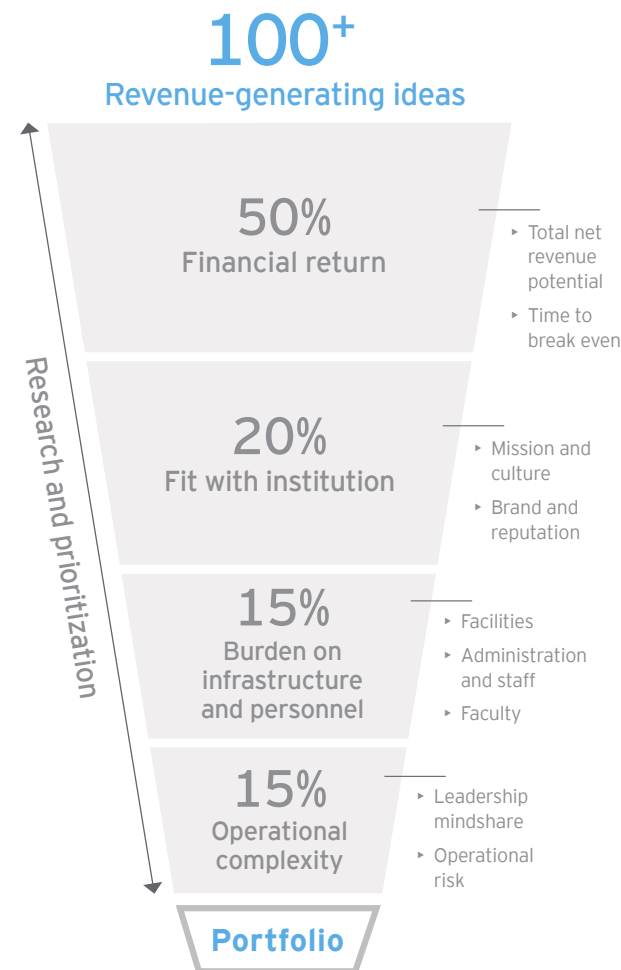 100+
Revenue-generating ideas
Research and prioritization
50%
Financial return
▸ Total net
revenue
potential
▸ Time to
break even
20%
Fit with institution
▸ Mission and
culture
▸ Brand and
reputation
15%
Burden on
infrastructure
and personnel
▸ Facilities
▸ Administration
and staff
▸ Faculty
15%
Operational
complexity
▸ Leadership
mindshare
▸ Operational
risk
Portfolio